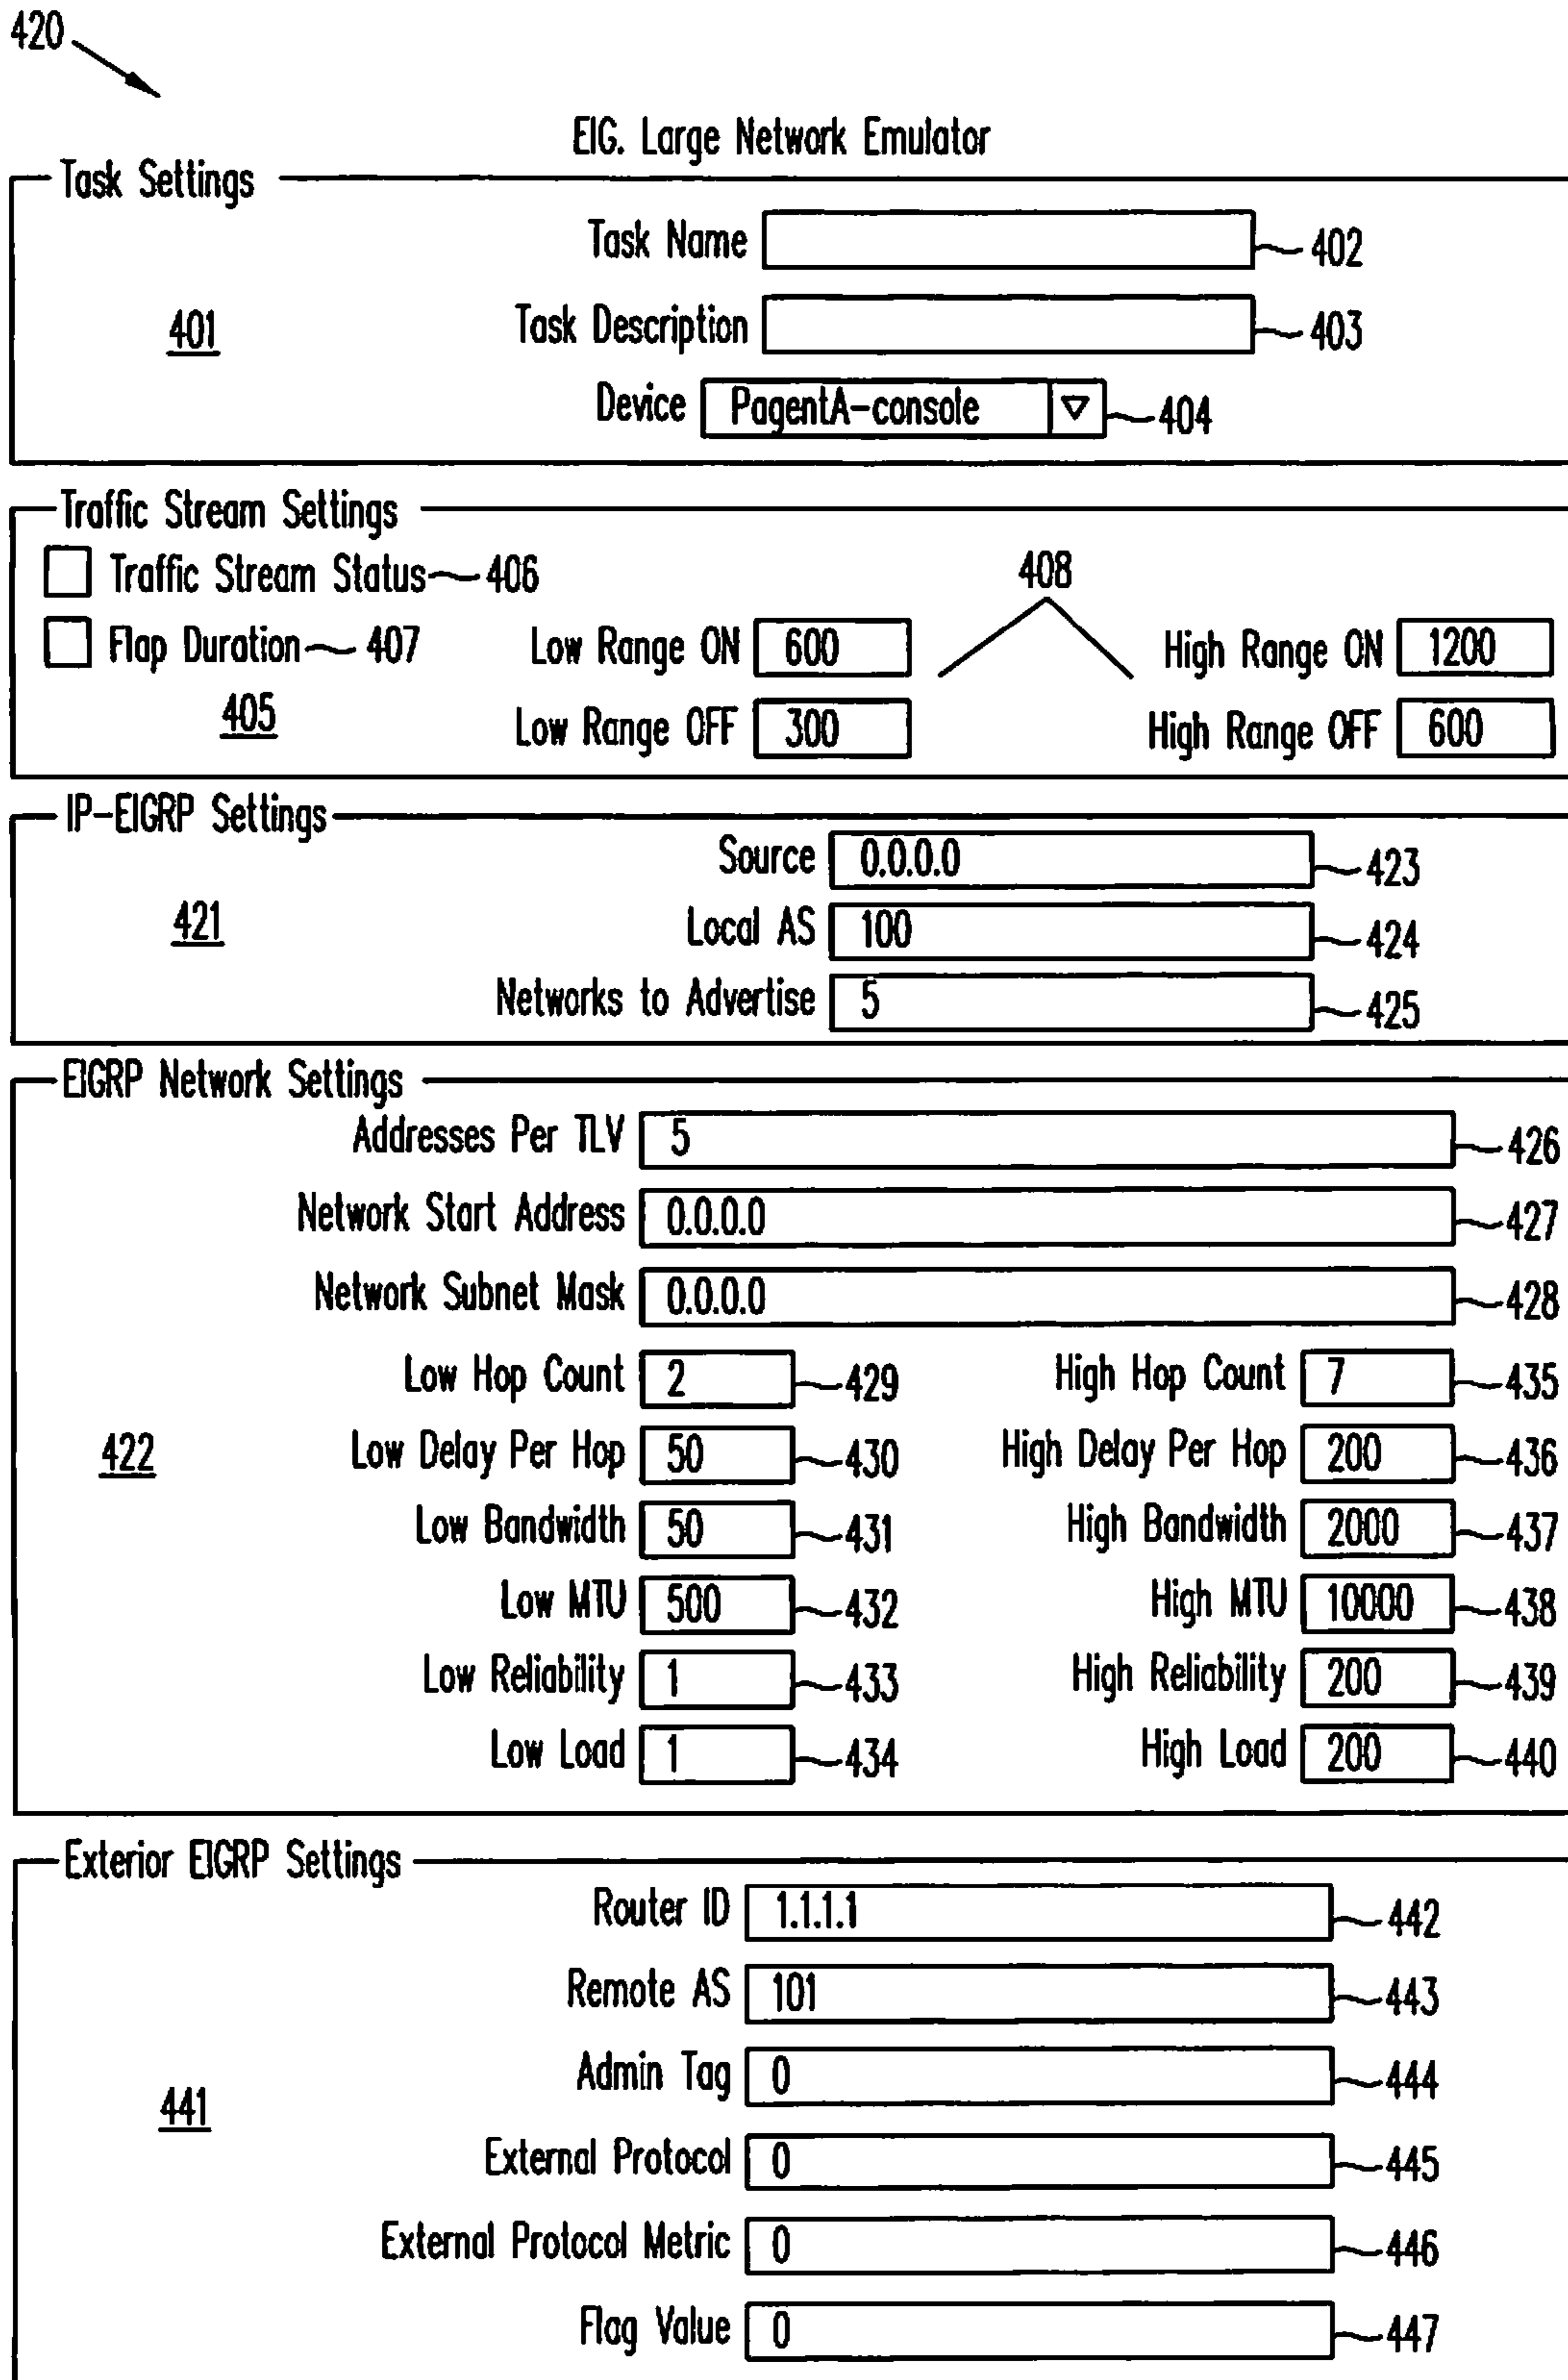 420
EIG. Large Network Emulator
Task Settings
Task Name 402
401 Task Description 403
Device PagentA-console 404
Traffic Stream Settings
Traffic Stream Status 406 408
Flap Duration 407 Low Range ON 600 High Range ON 1200
405 Low Range OFF 300 High Range OFF 600
IP-EIGRP Settings
Source 0.0.0.0 423
421 Local AS 100 424
Networks to Advertise 5 425
EIGRP Network Settings
Addresses Per TLV 5 426
Network Start Address 0.0.0.0 427
Network Subnet Mask 0.0.0.0 428
Low Hop Count 2 429 High Hop Count 7 435
422 Low Delay Per Hop 50 430 High Delay Per Hop 200 436
Low Bandwidth 50 431 High Bandwidth 2000 437
Low MTU 500 432 High MTU 10000 438
Low Reliability 1 433 High Reliability 200 439
Low Load 1 434 High Load 200 440
Exterior EIGRP Settings
Router ID 1.1.1.1 442
Remote AS 101 443
Admin Tag 0 444
441
External Protocol 0 445
External Protocol Metric 0 446
Flag Value 0 447